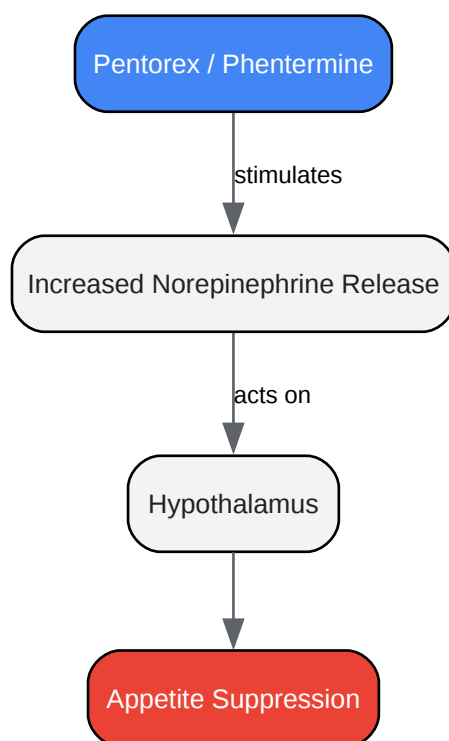 Pentorex / Phentermine
stimulates
Increased Norepinephrine Release
acts on
Hypothalamus
Appetite Suppression